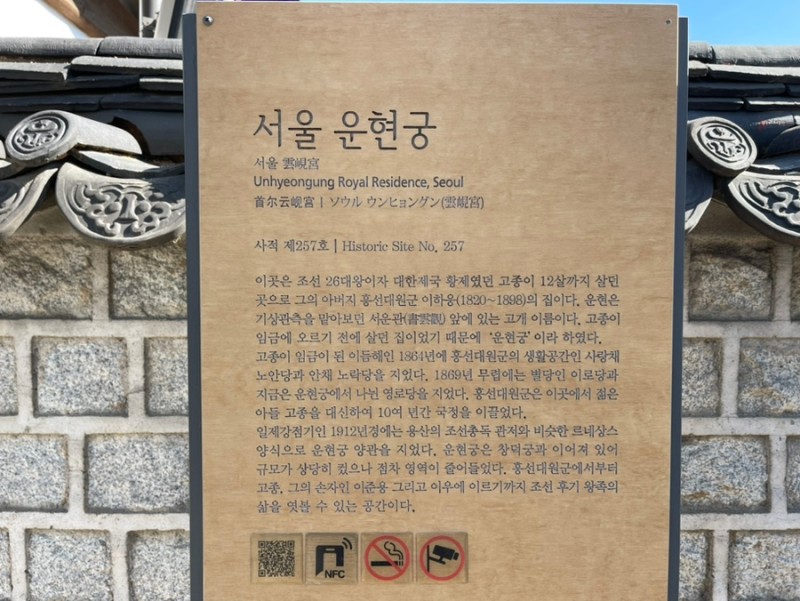 서울 운현궁
서울 雲峴宮
Unhyeongung Royal Residence, Seoul
首尔云岘宫 | ソウル ウンヒョングン(雲峴宮)
사적 제257호 | Historic Site No. 257
이곳은 조선 26대왕이자 대한제국 황제였던 고종이 12살까지 살던
곳으로 그의 아버지 흥선대원군 이하응(1820~1898)의 집이다. 운현은
기상관측을 맡아보던 서운관(書雲觀) 앞에 있는 고개 이름이다. 고종이
임금에 오르기 전에 살던 집이었기 때문에 '운현궁'이라 하였다.
고종이 임금이 된 이듬해인 1864년에 흥선대원군의 생활공간인 사랑채
노안당과 안채 노락당을 지었다. 1869년 무렵에는 별당인 이로당과
지금은 운현궁에서 나뉜 영로당을 지었다. 흥선대원군은 이곳에서 젊은
아들 고종을 대신하여 10여 년간 국정을 이끌었다.
일제강점기인 1912년경에는 용산의 조선총독 관저와 비슷한 르네상스
양식으로 운현궁 양관을 지었다. 운현궁은 창덕궁과 이어져 있어
규모가 상당히 컸으나 점차 영역이 줄어들었다. 흥선대원군에서부터
고종, 그의 손자인 이준용 그리고 이우에 이르기까지 조선 후기 왕족의
삶을 엿볼 수 있는 공간이다.
NFC